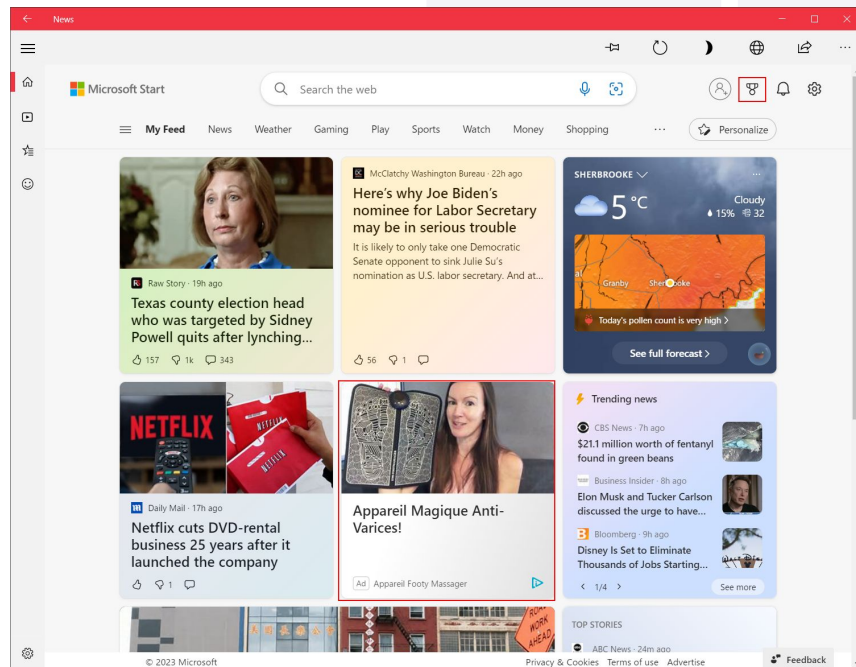 News
Microsoft Start
Search the web
My Feed News Weather Gaming Play Sports Watch Money Shopping ... Personalize
Raw Story · 19h ago
Texas county election head
who was targeted by Sidney
Powell quits after lynching...
157 1k 343
McClatchy Washington Bureau · 22h ago
Here's why Joe Biden's
nominee for Labor Secretary
may be in serious trouble
It is likely to only take one Democratic
Senate opponent to sink Julie Su's
nomination as U.S. labor secretary. And at...
56 1
SHERBROOKE
5 °C
Cloudy
15% 32
Granby Sherbrooke
Today's pollen count is very high >
See full forecast >
NETFLIX
NETFLIX
Daily Mail · 17h ago
Netflix cuts DVD-rental
business 25 years after it
launched the company
1
Appareil Magique Anti-
Varices!
Ad Appareil Footy Massager
Trending news
CBS News · 7h ago
$21.1 million worth of fentanyl
found in green beans
Business Insider · 8h ago
Elon Musk and Tucker Carlson
discussed the urge to have...
Bloomberg · 9h ago
Disney Is Set to Eliminate
Thousands of Jobs Starting...
< 1/4 > See more
ROAD
WORK
AHEAD
TOP STORIES
ABC News · 24m ago
© 2023 Micr
Privacy & Cookies Terms of use Advertise
Feedback